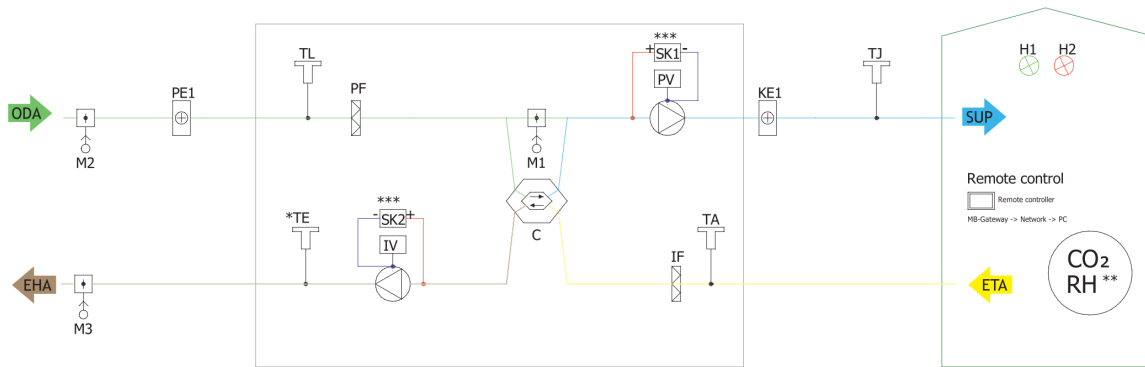 ***
H1 H2
TL
+ SK1 -
TJ
PF
PE1
PV
KE1
ODA
SUP
M2
M1
Remote control
Remote controller
*TE
***
- SK2 +
MB-Gateway -> Network -> PC
TA
C
IV
IF
CO₂
RH **
EHA
ETA
M3